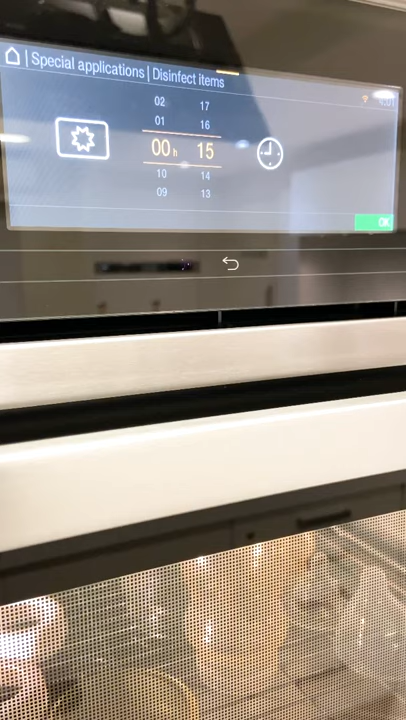 | Special applications | Disinfect items
02 17
01 16
00 h 15
10 14
09 13
OK